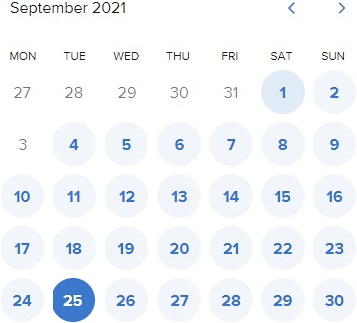 September 2021
MON TUE WED THU FRI SAT SUN
27 28 29 30 31 1 2
3 4 5 6 7 8 9
10 11 12 13 14 15 16
17 18 19 20 21 22 23
24 25 26 27 28 29 30